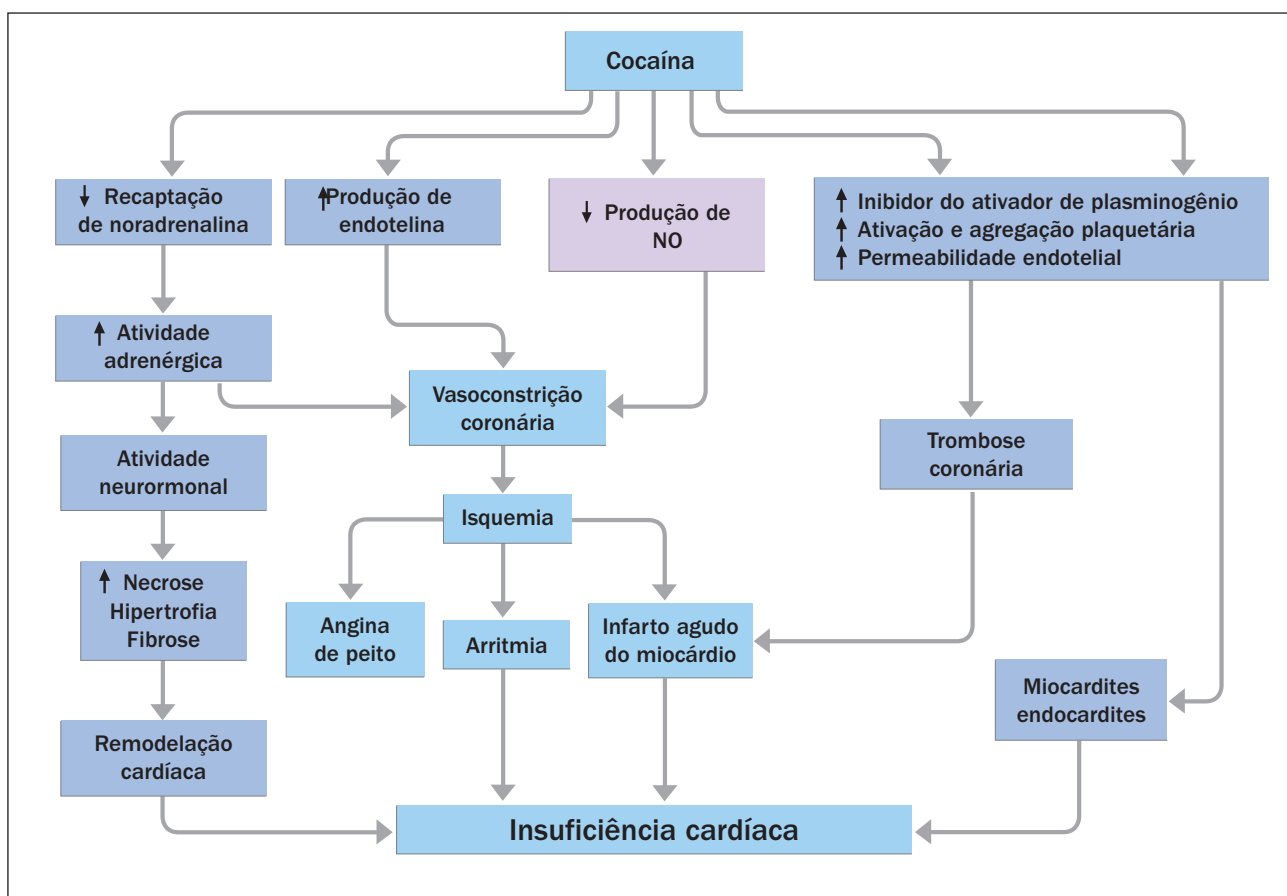 Cocaína
↓ Recaptação
de noradrenalina
↑Produção de
endotelina
↓ Produção de
NO
↑ Inibidor do ativador de plasminogênio
↑ Ativação e agregação plaquetária
↑ Permeabilidade endotelial
↑ Atividade
adrenérgica
Vasoconstrição
coronária
Trombose
coronária
Atividade
neurormonal
Isquemia
↑ Necrose
Hipertrofia
Fibrose
Angina
de peito
Arritmia
Infarto agudo
do miocárdio
Miocardites
endocardites
Remodelação
cardíaca
Insuficiência cardíaca